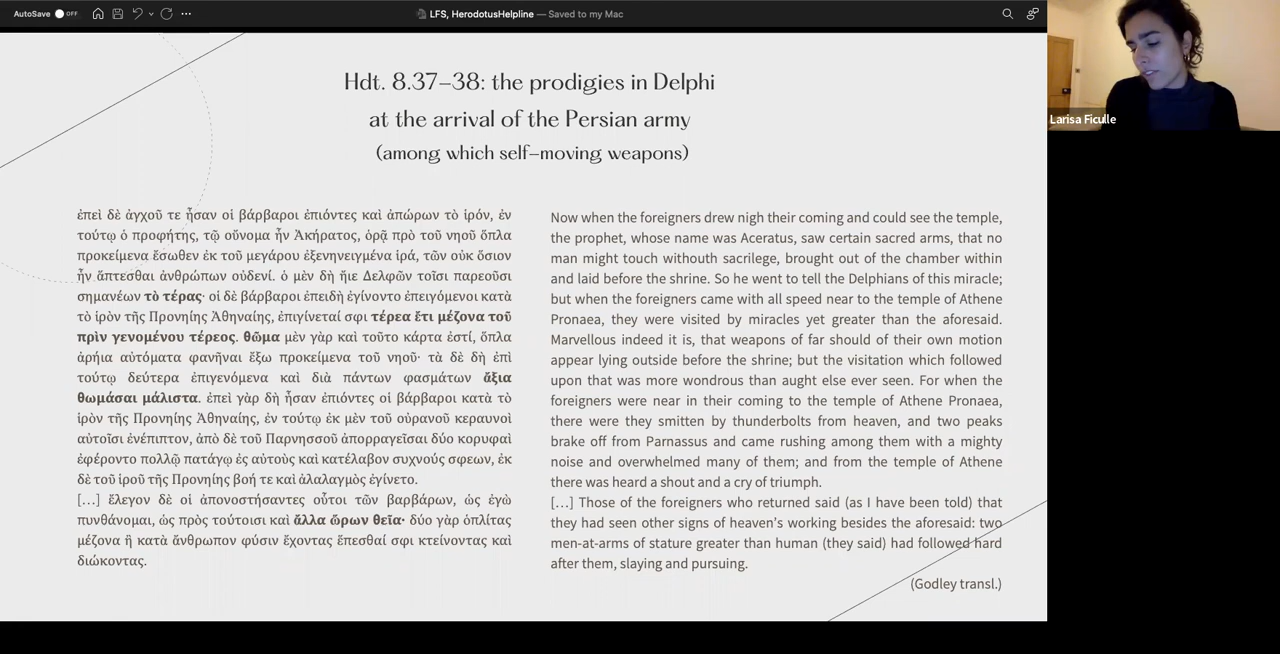 AutoSave OFF
LFS, HerodotusHelpline — Saved to my Mac
Hdt. 8.37–38: the prodigies in Delphi
at the arrival of the Persian army
(among which self–moving weapons)
ἐπεὶ δὲ ἀγχοῦ τε ἦσαν οἱ βάρβαροι ἐπιόντες καὶ ἀπώρων τὸ ἱρόν, ἐν
τούτῳ ὁ προφήτης, τῷ οὔνομα ἦν Ἀκήρατος, ὁρᾷ πρὸ τοῦ νηοῦ ὅπλα
προκείμενα ἔσωθεν ἐκ τοῦ μεγάρου ἐξενηνειγμένα ἱρά, τῶν οὐκ ὅσιον
ἦν ἅπτεσθαι ἀνθρώπων οὐδενί. ὁ μὲν δὴ ἤιε Δελφῶν τοῖσι παρεοῦσι
σημανέων τὸ τέρας· οἱ δὲ βάρβαροι ἐπειδὴ ἐγίνοντο ἐπειγόμενοι κατὰ
τὸ ἱρὸν τῆς Προνηίης Ἀθηναίης, ἐπιγίνεταί σφι τέρεα ἔτι μέζονα τοῦ
πρὶν γενομένου τέρεος. θῶμα μὲν γὰρ καὶ τοῦτο κάρτα ἐστί, ὅπλα
ἀρήια αὐτόματα φανῆναι ἔξω προκείμενα τοῦ νηοῦ· τὰ δὲ δὴ ἐπὶ
τούτῳ δεύτερα ἐπιγενόμενα καὶ διὰ πάντων φασμάτων ἄξια
θωμάσαι μάλιστα. ἐπεὶ γὰρ δὴ ἦσαν ἐπιόντες οἱ βάρβαροι κατὰ τὸ
ἱρὸν τῆς Προνηίης Ἀθηναίης, ἐν τούτῳ ἐκ μὲν τοῦ οὐρανοῦ κεραυνοὶ
αὐτοῖσι ἐνέπιπτον, ἀπὸ δὲ τοῦ Παρνησσοῦ ἀπορραγεῖσαι δύο κορυφαὶ
ἐφέροντο πολλῷ πατάγῳ ἐς αὐτοὺς καὶ κατέλαβον συχνούς σφεων, ἐκ
δὲ τοῦ ἱροῦ τῆς Προνηίης βοή τε καὶ ἀλαλαγμὸς ἐγίνετο.
[…] ἔλεγον δὲ οἱ ἀπονοστήσαντες οὗτοι τῶν βαρβάρων, ὡς ἐγὼ
πυνθάνομαι, ὡς πρὸς τούτοισι καὶ ἄλλα ὥρων θεῖα· δύο γὰρ ὁπλίτας
μέζονα ἢ κατὰ ἄνθρωπον φύσιν ἔχοντας ἕπεσθαί σφι κτείνοντας καὶ
διώκοντας.
Now when the foreigners drew nigh their coming and could see the temple,
the prophet, whose name was Aceratus, saw certain sacred arms, that no
man might touch withouth sacrilege, brought out of the chamber within
and laid before the shrine. So he went to tell the Delphians of this miracle;
but when the foreigners came with all speed near to the temple of Athene
Pronaea, they were visited by miracles yet greater than the aforesaid.
Marvellous indeed it is, that weapons of far should of their own motion
appear lying outside before the shrine; but the visitation which followed
upon that was more wondrous than aught else ever seen. For when the
foreigners were near in their coming to the temple of Athene Pronaea,
there were they smitten by thunderbolts from heaven, and two peaks
brake off from Parnassus and came rushing among them with a mighty
noise and overwhelmed many of them; and from the temple of Athene
there was heard a shout and a cry of triumph.
[…] Those of the foreigners who returned said (as I have been told) that
they had seen other signs of heaven's working besides the aforesaid: two
men-at-arms of stature greater than human (they said) had followed hard
after them, slaying and pursuing.
(Godley transl.)
Larisa Ficulle